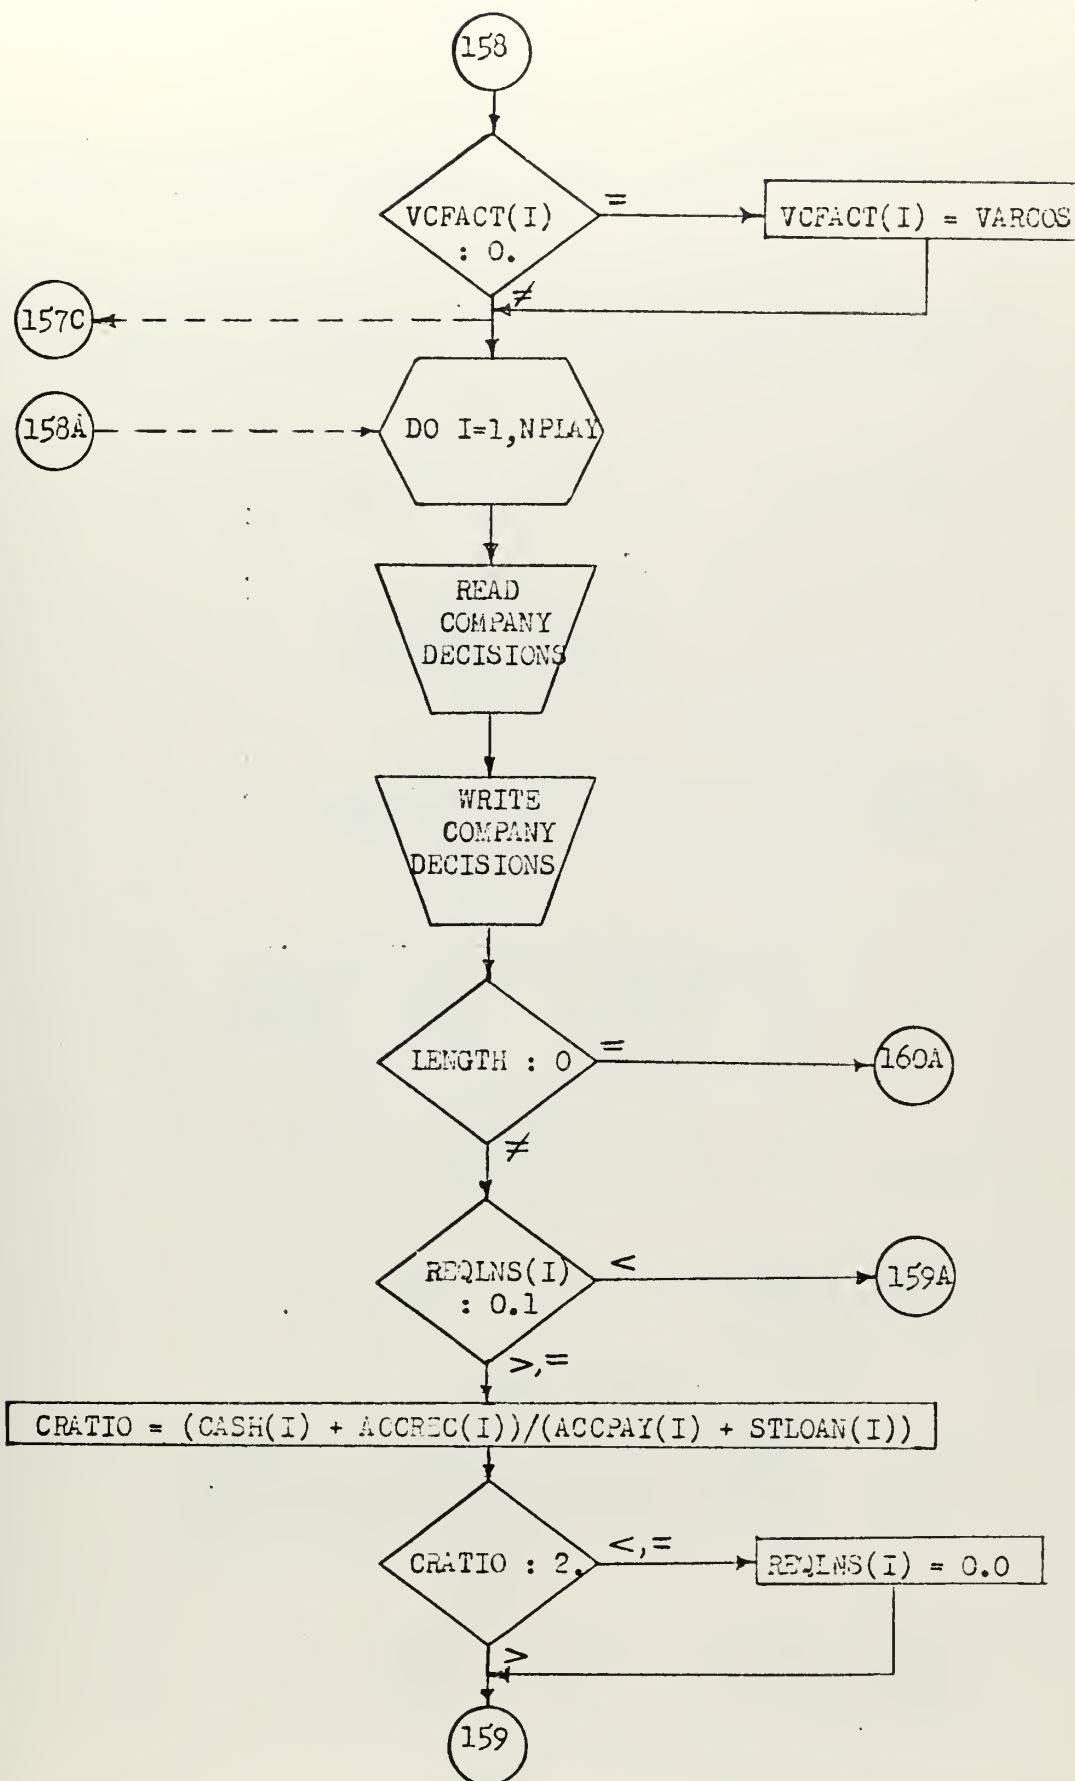 158
VCFACT(I)
: 0.
=
VCFACT(I) = VARCOS
≠
157C
158A
DO I=1,NPLAY
READ
COMPANY
DECISIONS
WRITE
COMPANY
DECISIONS
LENGTH : 0
=
160A
≠
REQLNS(I)
: 0.1
<
159A
>,=
CRATIO = (CASH(I) + ACCREC(I))/(ACCPAY(I) + STLOAN(I))
CRATIO : 2.
<,=
REQLNS(I) = 0.0
>
159